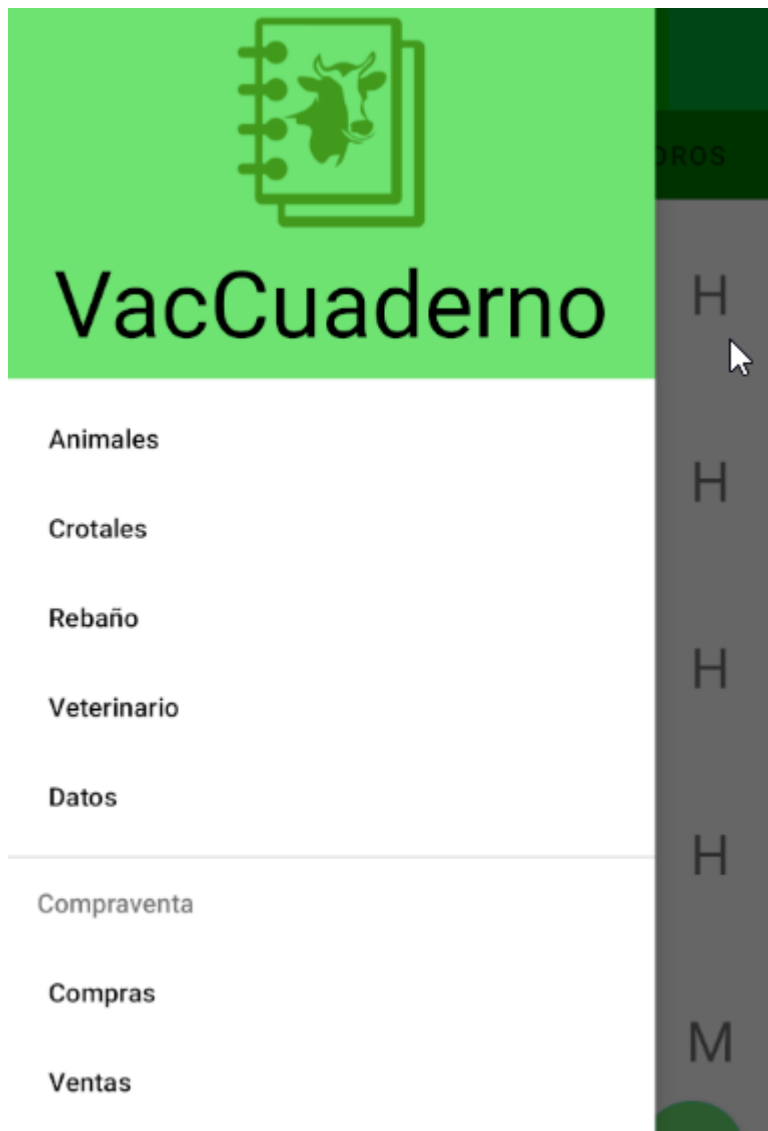 VacCuaderno
Animales
Crotales
Rebaño
Veterinario
Datos
Compraventa
Compras
Ventas
H
H
H
H
M